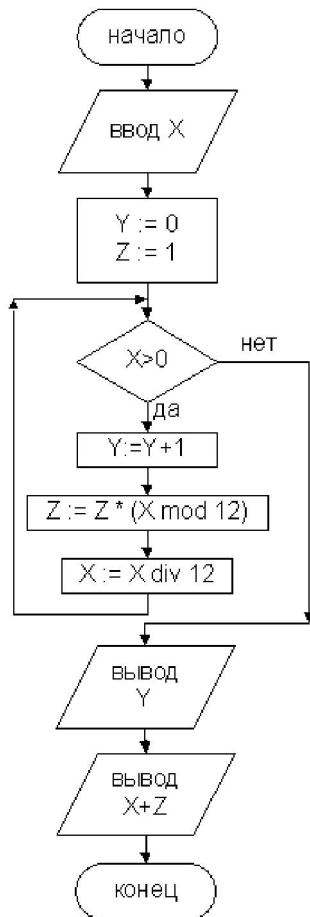 начало
ввод X
Y := 0
Z := 1
X>0
нет
да
Y:=Y+1
Z := Z * (X mod 12)
X := X div 12
вывод
Y
вывод
X+Z
конец